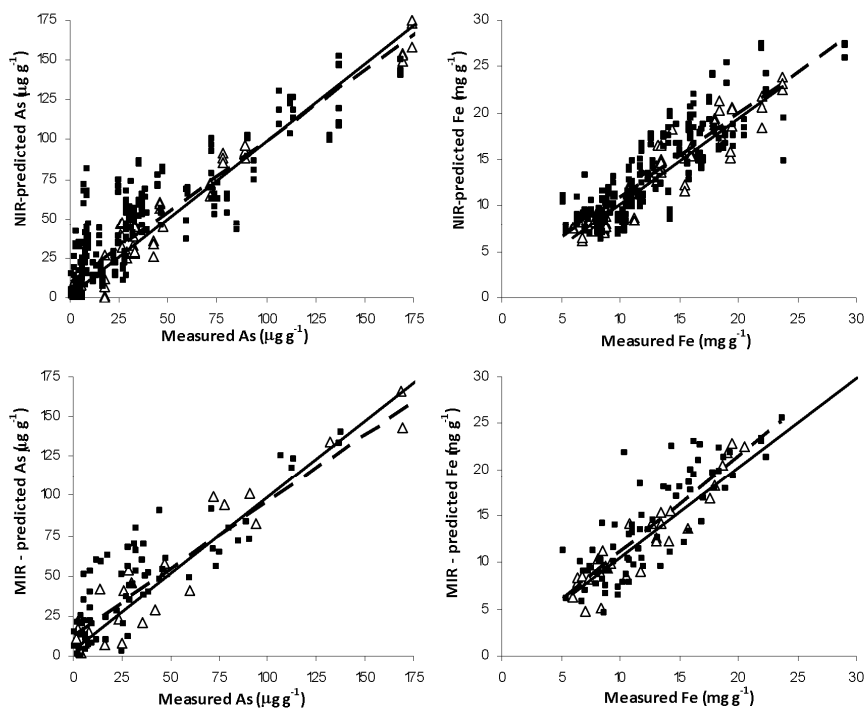 NIR-predicted As (µg g⁻¹)
175
150
125
100
75
50
25
0
0 25 50 75 100 125 150 175
Measured As (µg g⁻¹)
NIR-predicted Fe (mg g⁻¹)
30
25
20
15
10
5
0
0 5 10 15 20 25 30
Measured Fe (mg g⁻¹)
MIR - predicted As (µg g⁻¹)
175
150
125
100
75
50
25
0
0 25 50 75 100 125 150 175
Measured As (µg g⁻¹)
MIR - predicted Fe (mg g⁻¹)
30
25
20
15
10
5
0
0 5 10 15 20 25 30
Measured Fe (mg g⁻¹)